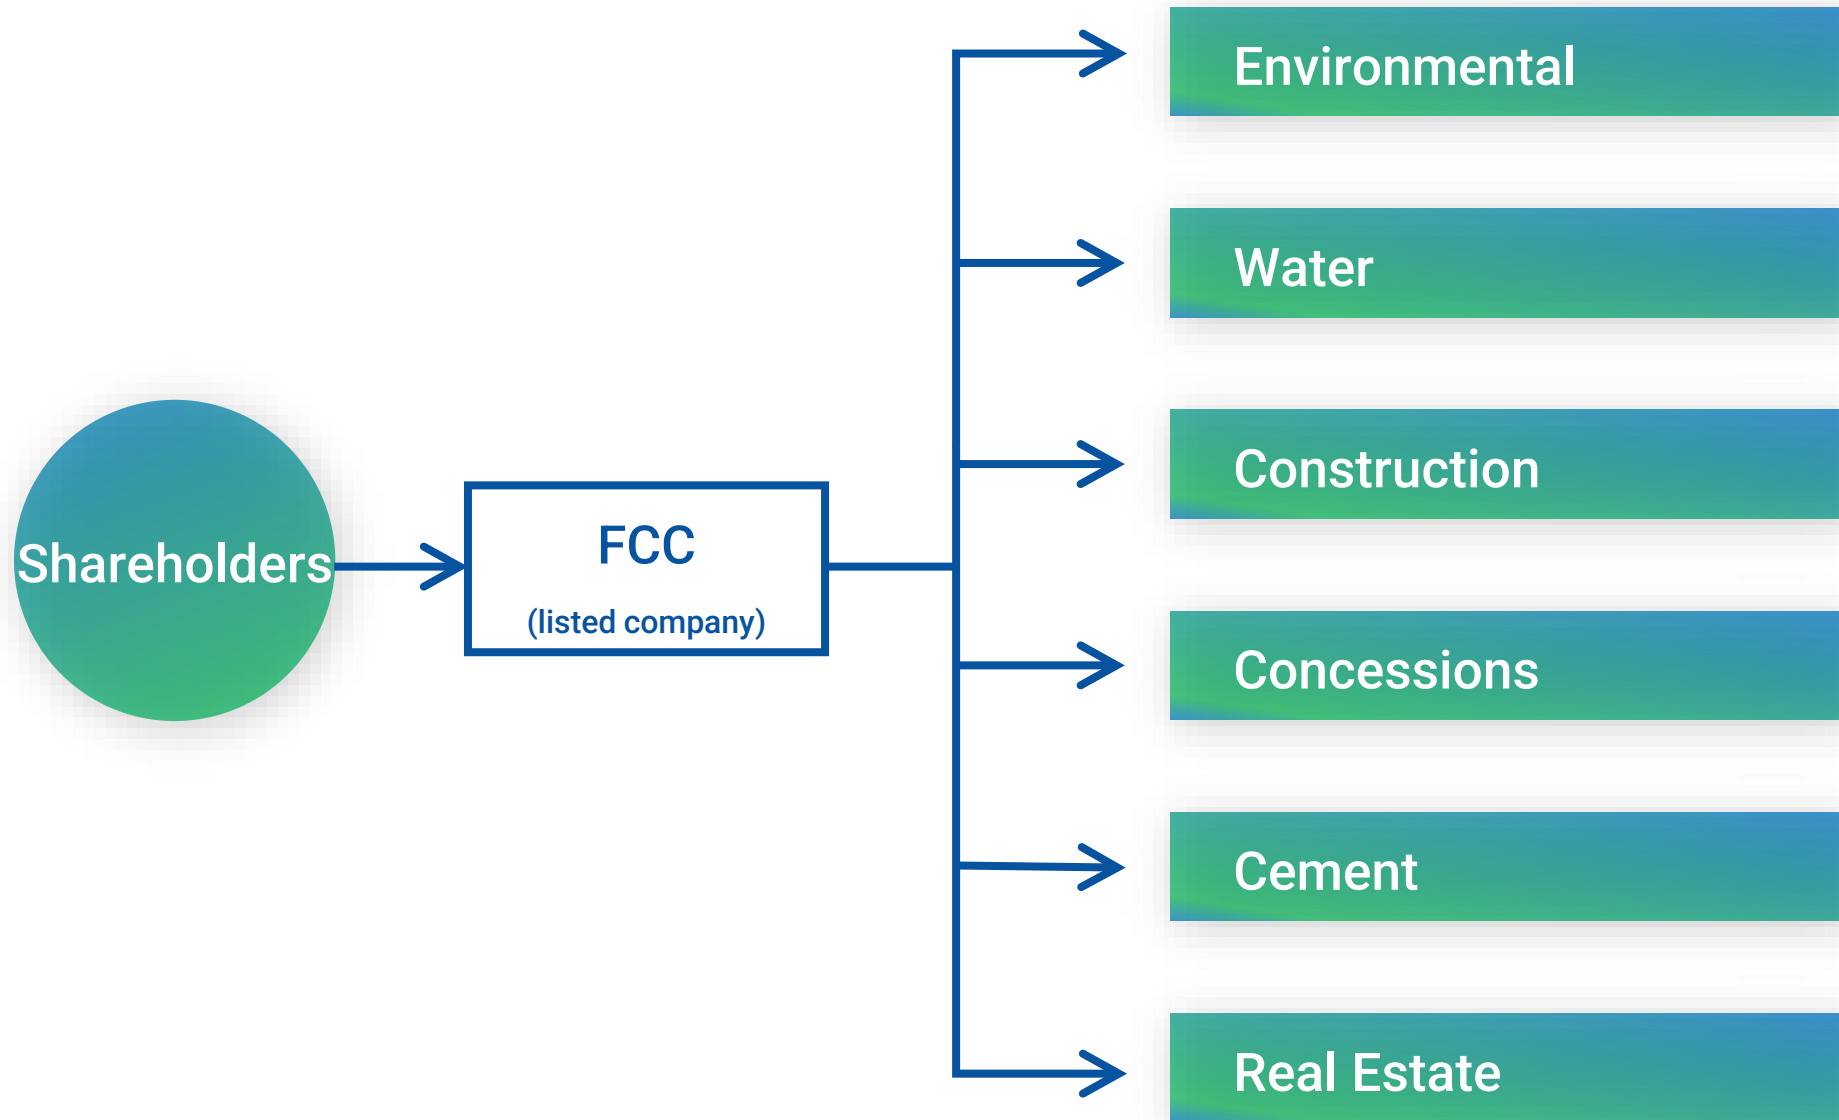 Shareholders
FCC
(listed company)
Environmental
Water
Construction
Concessions
Cement
Real Estate